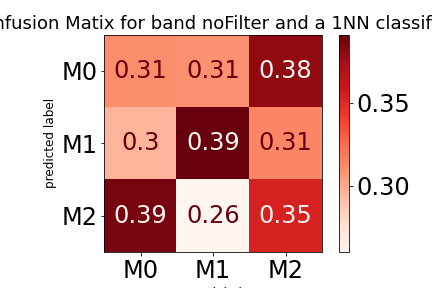 nfusion Matix for band noFilter and a 1NN classif
M0 0.31 0.31 0.38
M1 0.3 0.39 0.31
M2 0.39 0.26 0.35
M0 M1 M2
predicted label
0.35
0.30